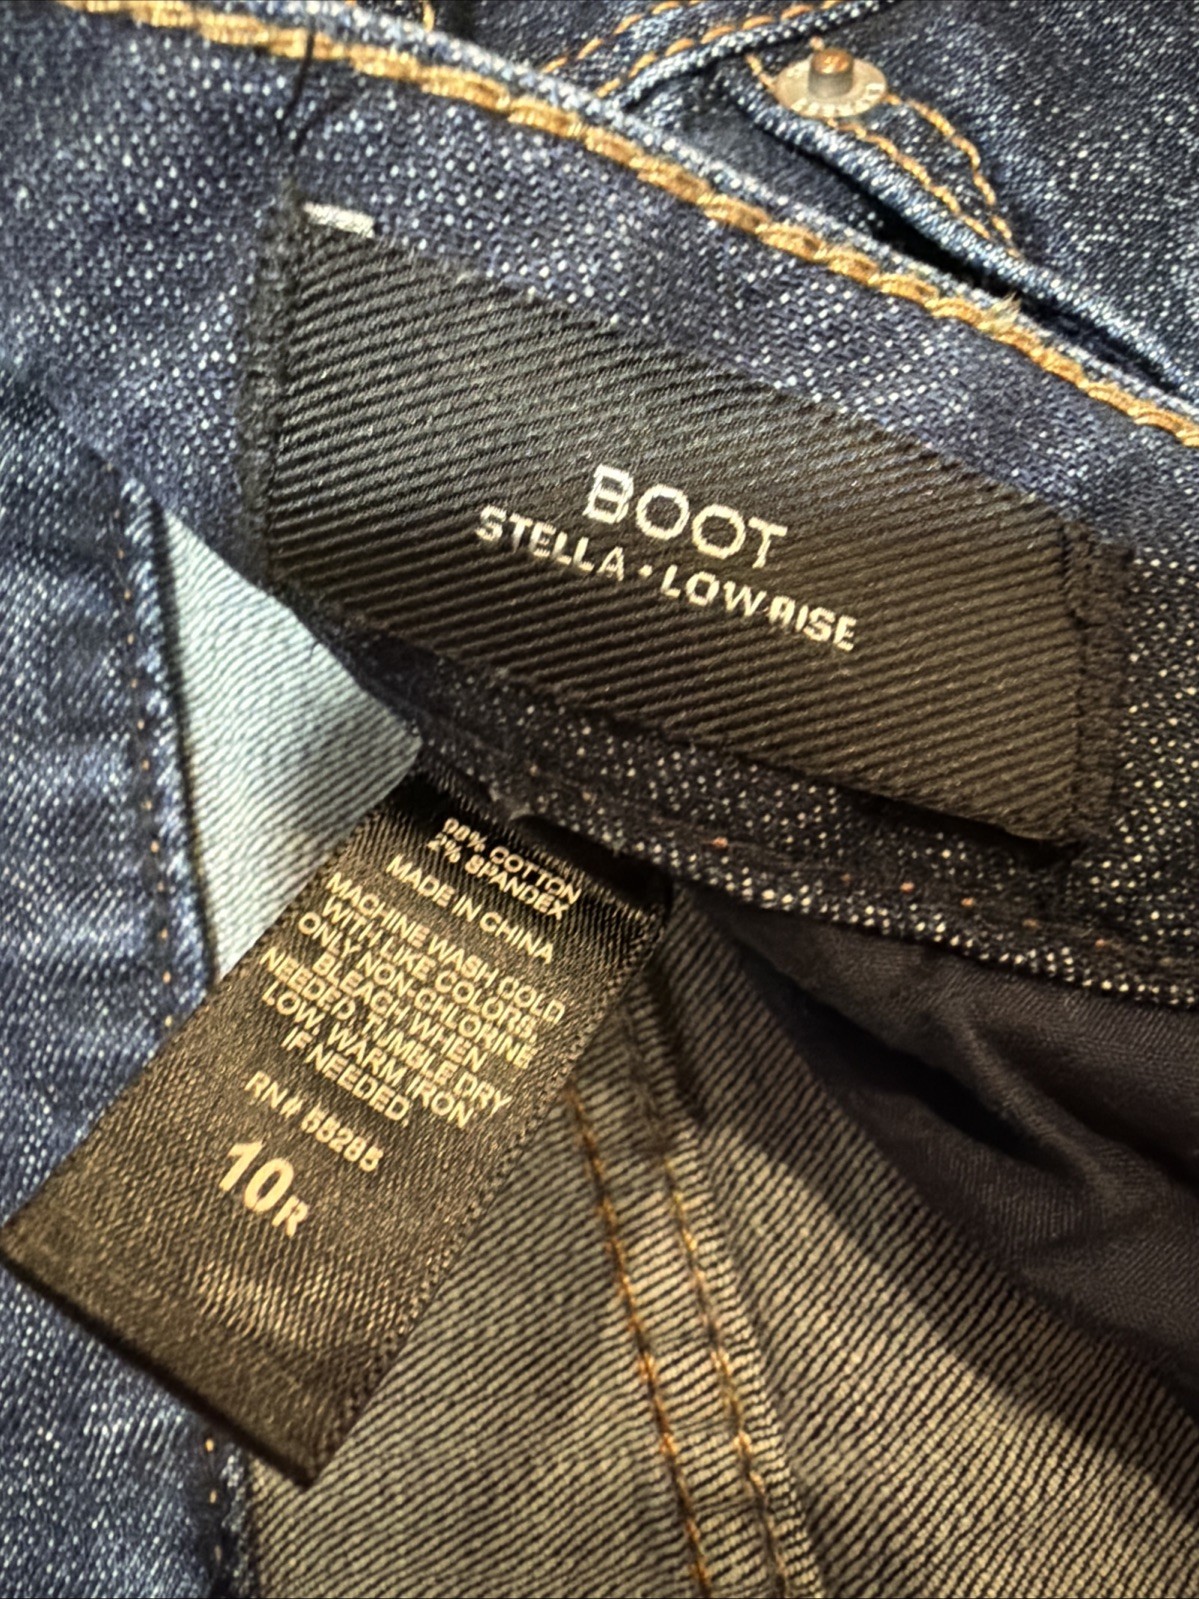 BOOT
STELLA · LOW RISE
98% COTTON
2% SPANDEX
MADE IN CHINA
MACHINE WASH COLD
WITH LIKE COLORS.
ONLY NON-CHLORINE
BLEACH WHEN
NEEDED. TUMBLE DRY
LOW. WARM IRON
IF NEEDED.
RN# 55285
10R